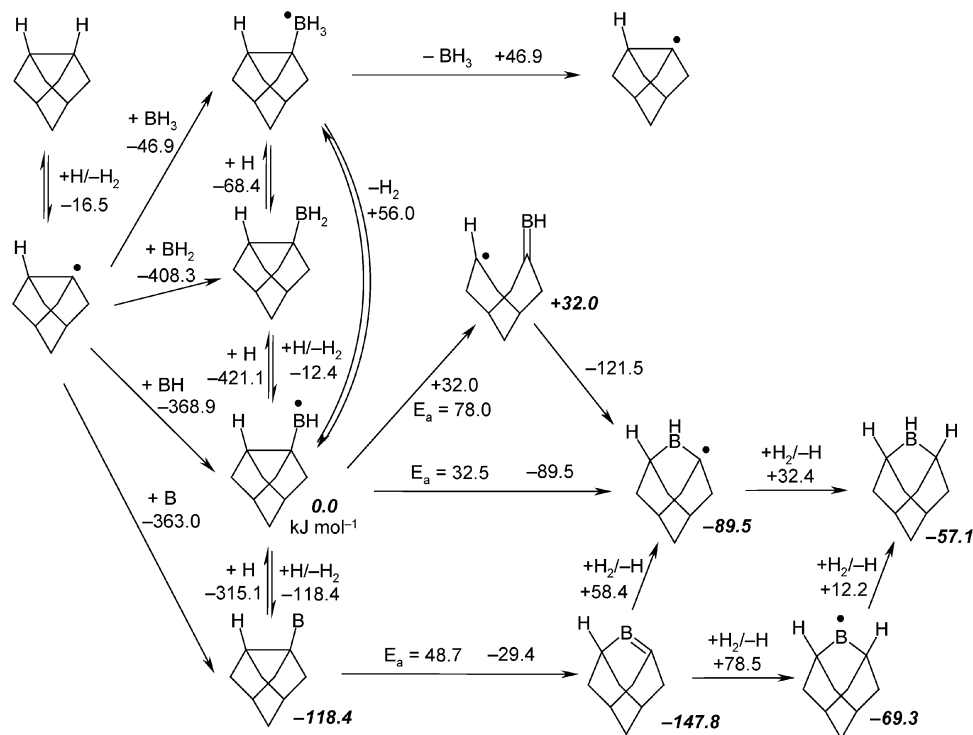 H H
H •BH₃
– BH₃ +46.9
H •
+ BH₃
–46.9
+H/–H₂
–16.5
+ H
–68.4
–H₂
+56.0
H •
+ BH₂
–408.3
H BH₂
H • BH
+32.0
+ H
–421.1
+H/–H₂
–12.4
+32.0
Eₐ = 78.0
–121.5
+ BH
–368.9
H •BH
0.0
kJ mol⁻¹
Eₐ = 32.5 –89.5
H H B •
–89.5
+H₂/–H
+32.4
H H B H
–57.1
+ B
–363.0
+ H
–315.1
+H/–H₂
–118.4
+H₂/–H
+58.4
+H₂/–H
+12.2
H B
–118.4
Eₐ = 48.7 –29.4
H B
–147.8
+H₂/–H
+78.5
H •B H
–69.3